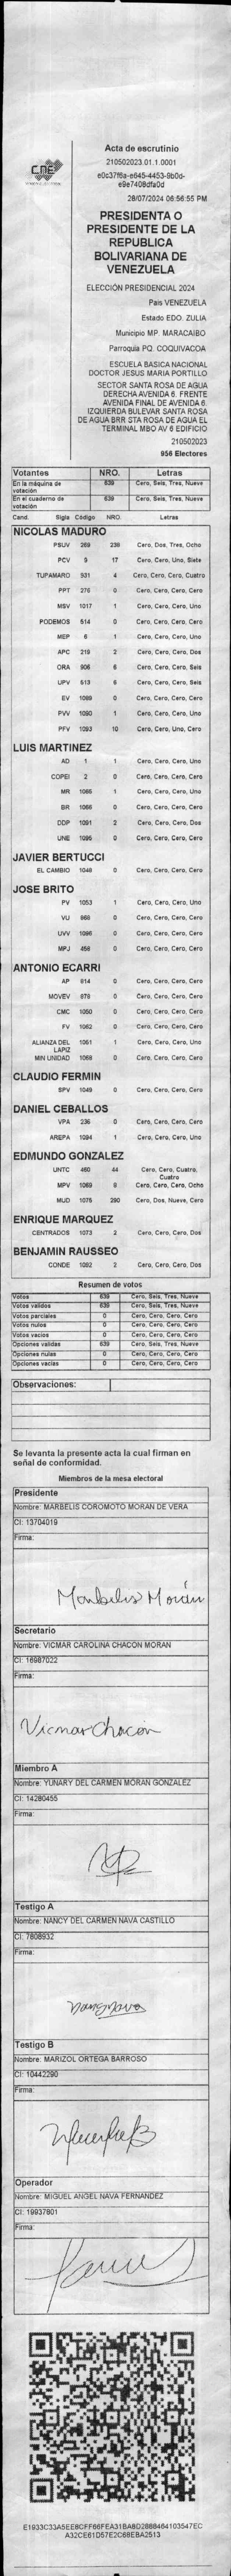 CNE
Acta de escrutinio
210502023.01.1.0001
e0c37f6a-e645-4453-9b0d-
e9e7408dfa0d
28/07/2024 06:56:55 PM
PRESIDENTA O
PRESIDENTE DE LA
REPUBLICA
BOLIVARIANA DE
VENEZUELA
ELECCIÓN PRESIDENCIAL 2024
Pais VENEZUELA
Estado EDO. ZULIA
Municipio MP. MARACAIBO
Parroquia PQ. COQUIVACOA
ESCUELA BASICA NACIONAL
DOCTOR JESUS MARIA PORTILLO
SECTOR SANTA ROSA DE AGUA
DERECHA AVENIDA 6. FRENTE
AVENIDA FINAL DE AVENIDA 6.
IZQUIERDA BULEVAR SANTA ROSA
DE AGUA BRR STA ROSA DE AGUA EL
TERMINAL MBO AV 6 EDIFICIO
210502023
956 Electores
Votantes NRO. Letras
En la máquina de votación 639 Cero, Seis, Tres, Nueve
En el cuaderno de votación 639 Cero, Seis, Tres, Nueve
Cand. Sigla Código NRO. Letras
NICOLAS MADURO
PSUV 269 238 Cero, Dos, Tres, Ocho
PCV 9 17 Cero, Cero, Uno, Siete
TUPAMARO 931 4 Cero, Cero, Cero, Cuatro
PPT 276 0 Cero, Cero, Cero, Cero
MSV 1017 1 Cero, Cero, Cero, Uno
PODEMOS 514 0 Cero, Cero, Cero, Cero
MEP 6 1 Cero, Cero, Cero, Uno
APC 219 2 Cero, Cero, Cero, Dos
ORA 906 6 Cero, Cero, Cero, Seis
UPV 513 6 Cero, Cero, Cero, Seis
EV 1089 0 Cero, Cero, Cero, Cero
PVV 1090 1 Cero, Cero, Cero, Uno
PFV 1093 10 Cero, Cero, Uno, Cero
LUIS MARTINEZ
AD 1 1 Cero, Cero, Cero, Uno
COPEI 2 0 Cero, Cero, Cero, Cero
MR 1065 1 Cero, Cero, Cero, Uno
BR 1066 0 Cero, Cero, Cero, Cero
DDP 1091 2 Cero, Cero, Cero, Dos
UNE 1095 0 Cero, Cero, Cero, Cero
JAVIER BERTUCCI
EL CAMBIO 1048 0 Cero, Cero, Cero, Cero
JOSE BRITO
PV 1053 1 Cero, Cero, Cero, Uno
VU 868 0 Cero, Cero, Cero, Cero
UVV 1096 0 Cero, Cero, Cero, Cero
MPJ 458 0 Cero, Cero, Cero, Cero
ANTONIO ECARRI
AP 814 0 Cero, Cero, Cero, Cero
MOVEV 978 0 Cero, Cero, Cero, Cero
CMC 1050 0 Cero, Cero, Cero, Cero
FV 1062 0 Cero, Cero, Cero, Cero
ALIANZA DEL LAPIZ 1051 1 Cero, Cero, Cero, Uno
MIN UNIDAD 1068 0 Cero, Cero, Cero, Cero
CLAUDIO FERMIN
SPV 1049 0 Cero, Cero, Cero, Cero
DANIEL CEBALLOS
VPA 236 0 Cero, Cero, Cero, Cero
AREPA 1094 1 Cero, Cero, Cero, Uno
EDMUNDO GONZALEZ
UNTC 460 44 Cero, Cero, Cuatro, Cuatro
MPV 1069 8 Cero, Cero, Cero, Ocho
MUD 1075 290 Cero, Dos, Nueve, Cero
ENRIQUE MARQUEZ
CENTRADOS 1073 2 Cero, Cero, Cero, Dos
BENJAMIN RAUSSEO
CONDE 1092 2 Cero, Cero, Cero, Dos
Resumen de votos
Votos 639 Cero, Seis, Tres, Nueve
Votos validos 639 Cero, Seis, Tres, Nueve
Votos parciales 0 Cero, Cero, Cero, Cero
Votos nulos 0 Cero, Cero, Cero, Cero
Votos vacios 0 Cero, Cero, Cero, Cero
Opciones validas 639 Cero, Seis, Tres, Nueve
Opciones nulas 0 Cero, Cero, Cero, Cero
Opciones vacias 0 Cero, Cero, Cero, Cero
Observaciones:
Se levanta la presente acta la cual firman en
señal de conformidad.
Miembros de la mesa electoral
Presidente
Nombre: MARBELIS COROMOTO MORAN DE VERA
CI: 13704019
Firma:
Marbelis Morán
Secretario
Nombre: VICMAR CAROLINA CHACON MORAN
CI: 16987022
Firma:
Vicmar Chacón
Miembro A
Nombre: YUNARY DEL CARMEN MORAN GONZALEZ
CI: 14280455
Firma:
Testigo A
Nombre: NANCY DEL CARMEN NAVA CASTILLO
CI: 7808932
Firma:
Testigo B
Nombre: MARIZOL ORTEGA BARROSO
CI: 10442290
Firma:
Operador
Nombre: MIGUEL ANGEL NAVA FERNANDEZ
CI: 19937801
Firma:
E1933C33A5EE8CFF66FEA31BA8D2888464103547EC
A32CE61D57E2C68EBA2513